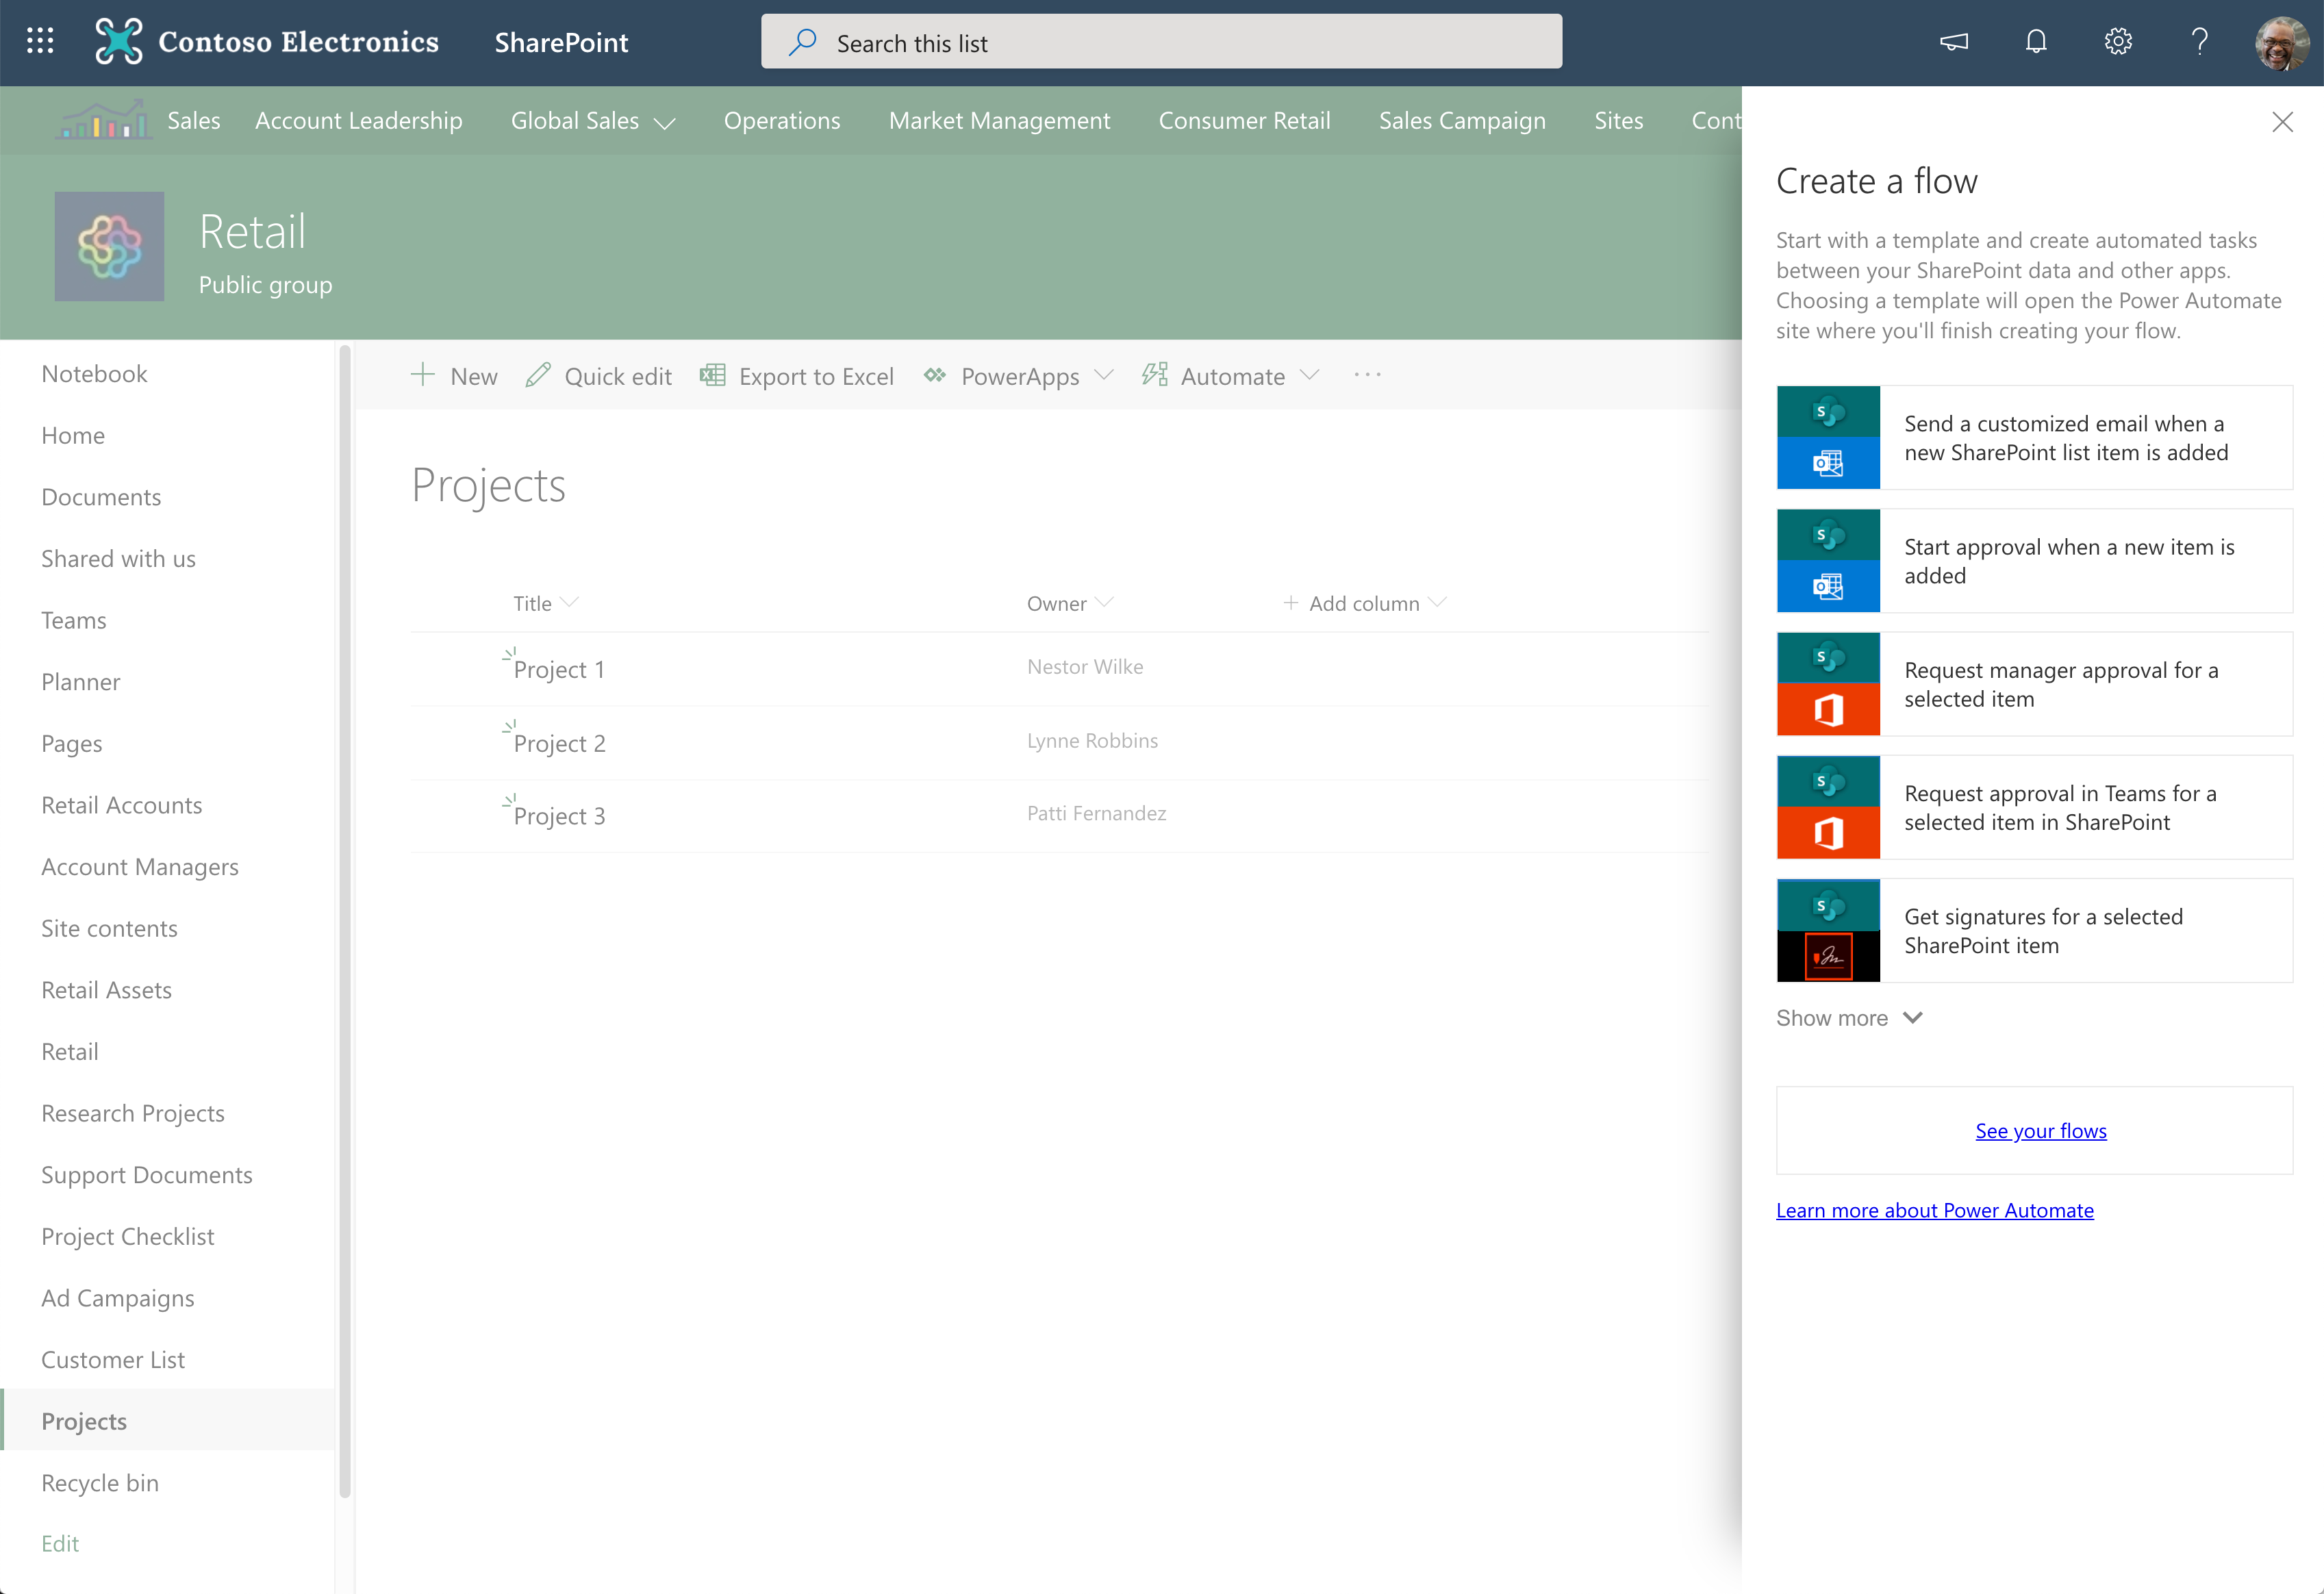 Contoso Electronics SharePoint Search this list
Sales Account Leadership Global Sales Operations Market Management Consumer Retail Sales Campaign Sites Cont
Retail
Public group
Notebook
Home
Documents
Shared with us
Teams
Planner
Pages
Retail Accounts
Account Managers
Site contents
Retail Assets
Retail
Research Projects
Support Documents
Project Checklist
Ad Campaigns
Customer List
Projects
Recycle bin
Edit
New Quick edit Export to Excel PowerApps Automate
Projects
Title Owner Add column
Project 1 Nestor Wilke
Project 2 Lynne Robbins
Project 3 Patti Fernandez
Create a flow
Start with a template and create automated tasks
between your SharePoint data and other apps.
Choosing a template will open the Power Automate
site where you'll finish creating your flow.
Send a customized email when a
new SharePoint list item is added
Start approval when a new item is
added
Request manager approval for a
selected item
Request approval in Teams for a
selected item in SharePoint
Get signatures for a selected
SharePoint item
Show more
See your flows
Learn more about Power Automate